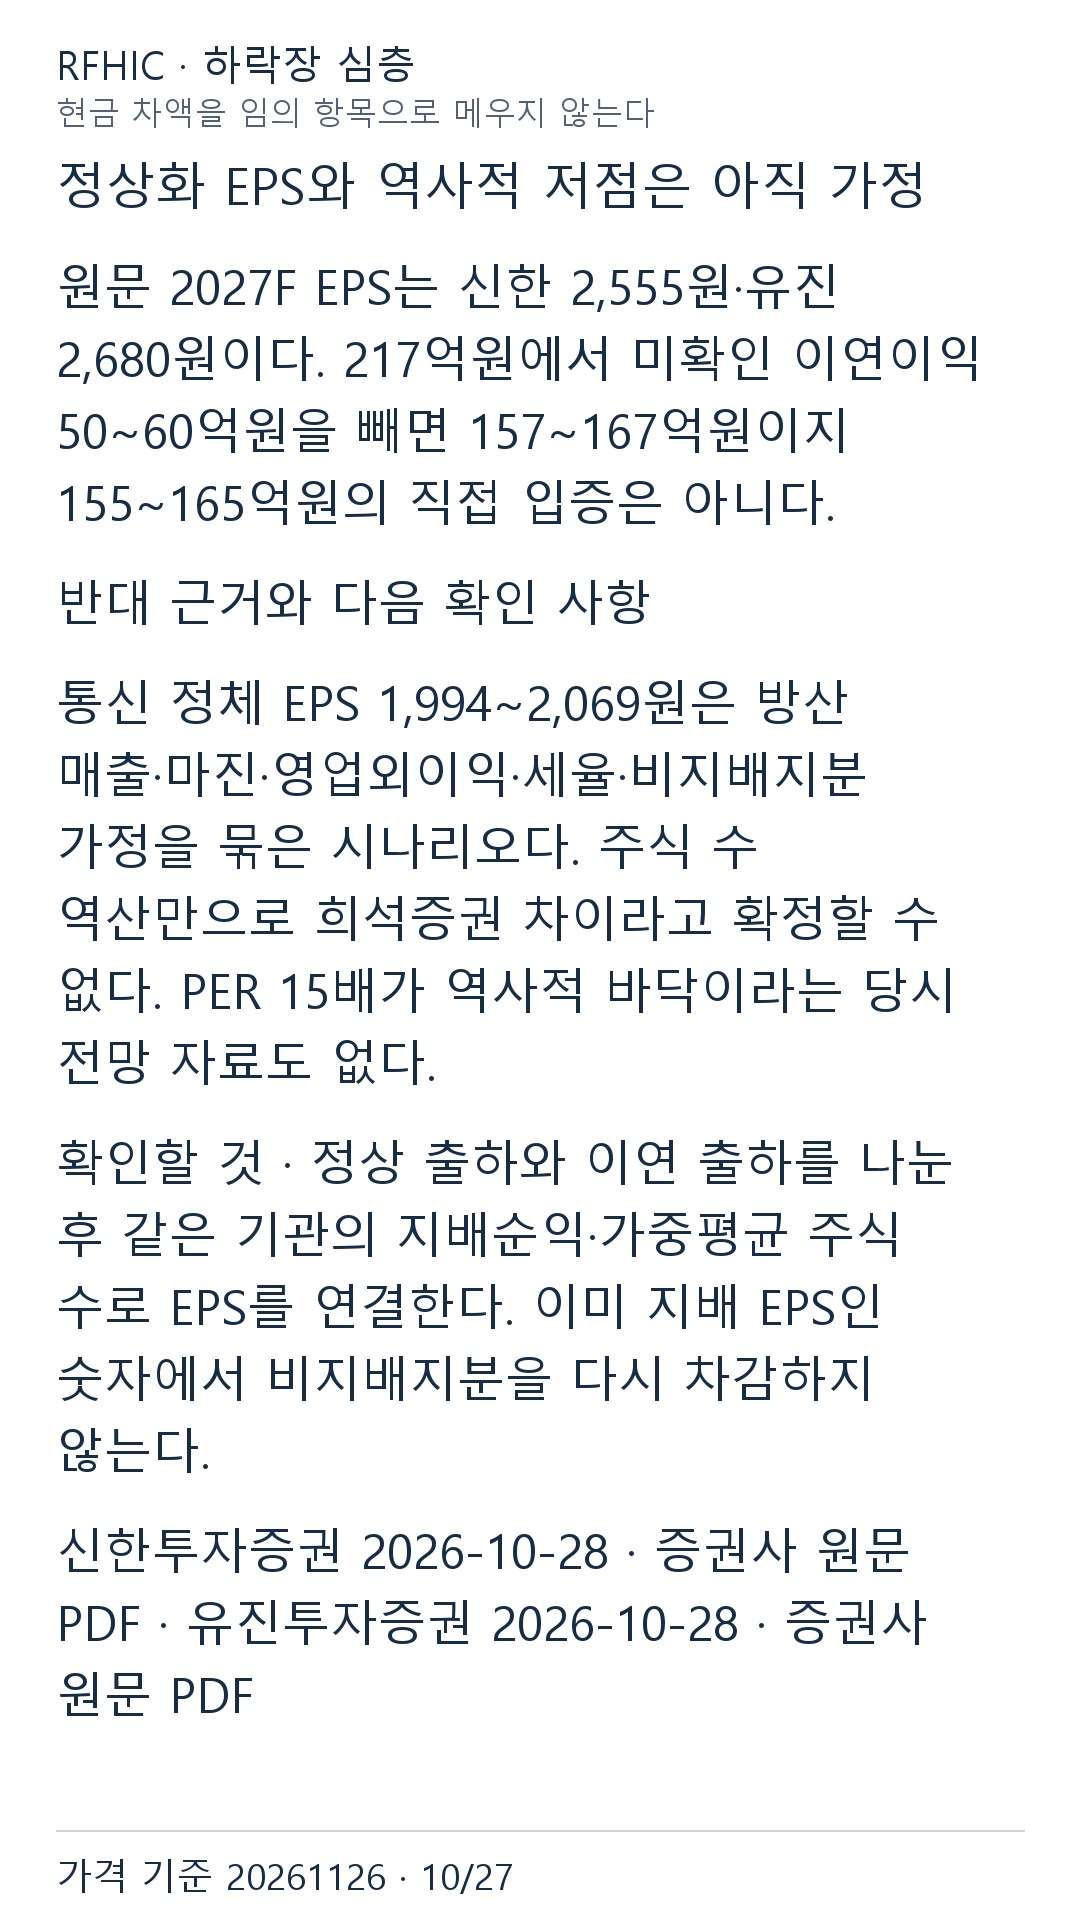 RFHIC · 하락장 심층
현금 차액을 임의 항목으로 메우지 않는다
정상화 EPS와 역사적 저점은 아직 가정
원문 2027F EPS는 신한 2,555원·유진
2,680원이다. 217억원에서 미확인 이연이익
50~60억원을 빼면 157~167억원이지
155~165억원의 직접 입증은 아니다.
반대 근거와 다음 확인 사항
통신 정체 EPS 1,994~2,069원은 방산
매출·마진·영업외이익·세율·비지배지분
가정을 묶은 시나리오다. 주식 수
역산만으로 희석증권 차이라고 확정할 수
없다. PER 15배가 역사적 바닥이라는 당시
전망 자료도 없다.
확인할 것 · 정상 출하와 이연 출하를 나눈
후 같은 기관의 지배순익·가중평균 주식
수로 EPS를 연결한다. 이미 지배 EPS인
숫자에서 비지배지분을 다시 차감하지
않는다.
신한투자증권 2026-10-28 · 증권사 원문
PDF · 유진투자증권 2026-10-28 · 증권사
원문 PDF
가격 기준 20261126 · 10/27